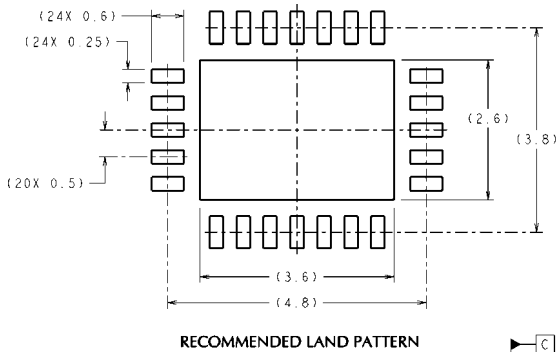 (24X 0.6)
(24X 0.25)
(2.6)
(3.8)
(20X 0.5)
(3.6)
(4.8)
RECOMMENDED LAND PATTERN
C